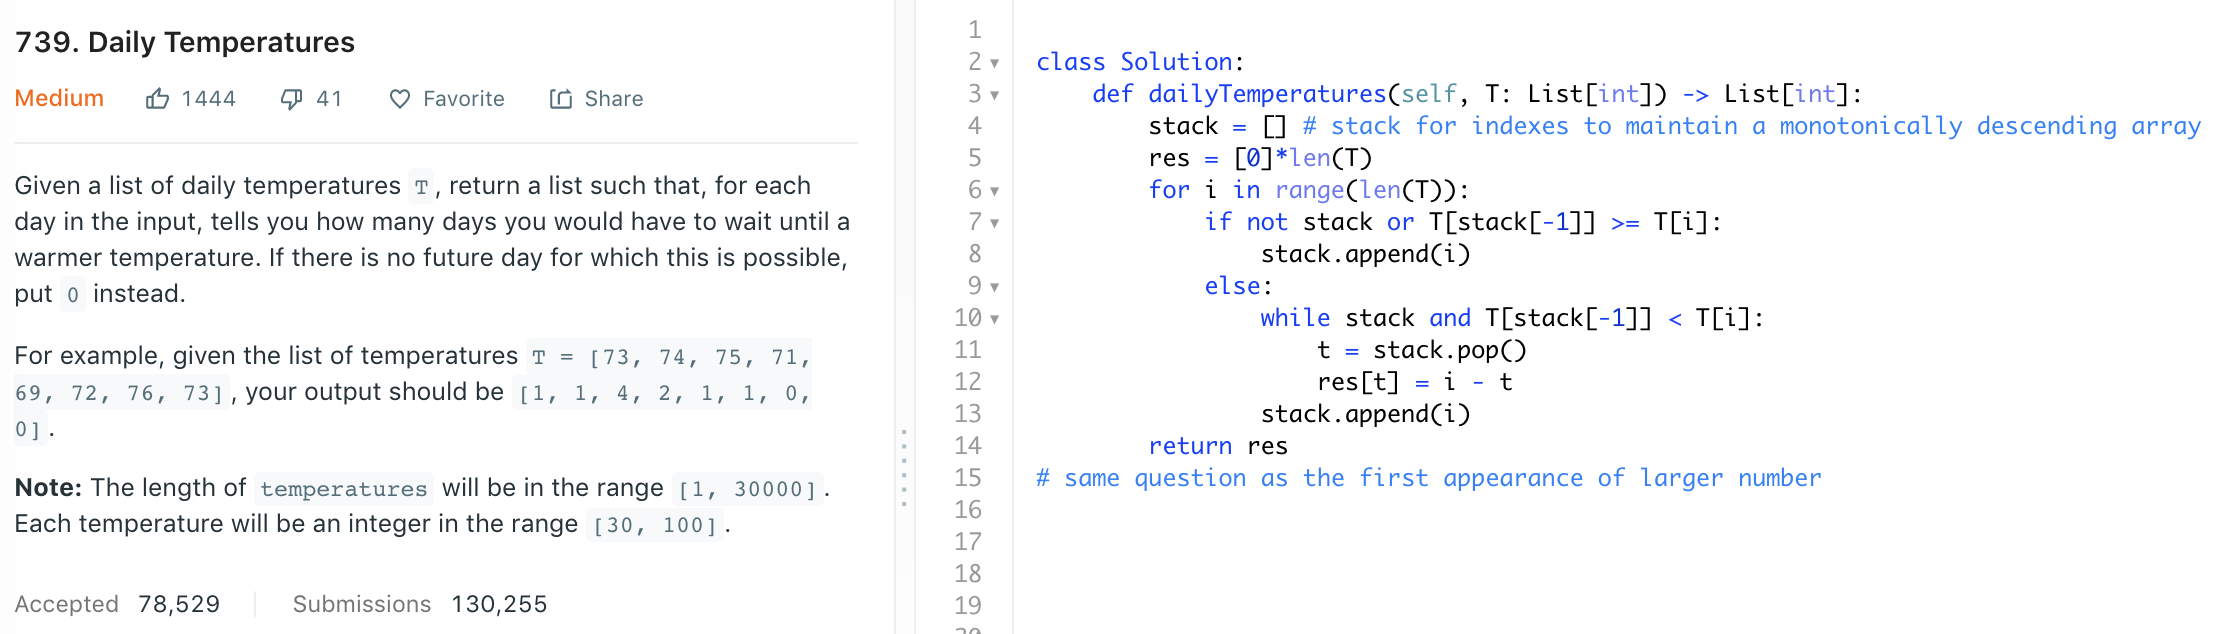 739. Daily Temperatures
Medium 1444 41 Favorite Share
Given a list of daily temperatures T, return a list such that, for each
day in the input, tells you how many days you would have to wait until a
warmer temperature. If there is no future day for which this is possible,
put 0 instead.
For example, given the list of temperatures T = [73, 74, 75, 71,
69, 72, 76, 73], your output should be [1, 1, 4, 2, 1, 1, 0,
0].
Note: The length of temperatures will be in the range [1, 30000].
Each temperature will be an integer in the range [30, 100].
Accepted 78,529 Submissions 130,255
1
2 class Solution:
3     def dailyTemperatures(self, T: List[int]) -> List[int]:
4         stack = [] # stack for indexes to maintain a monotonically descending array
5         res = [0]*len(T)
6         for i in range(len(T)):
7             if not stack or T[stack[-1]] >= T[i]:
8                 stack.append(i)
9             else:
10                 while stack and T[stack[-1]] < T[i]:
11                     t = stack.pop()
12                     res[t] = i - t
13                 stack.append(i)
14         return res
15 # same question as the first appearance of larger number
16
17
18
19
20